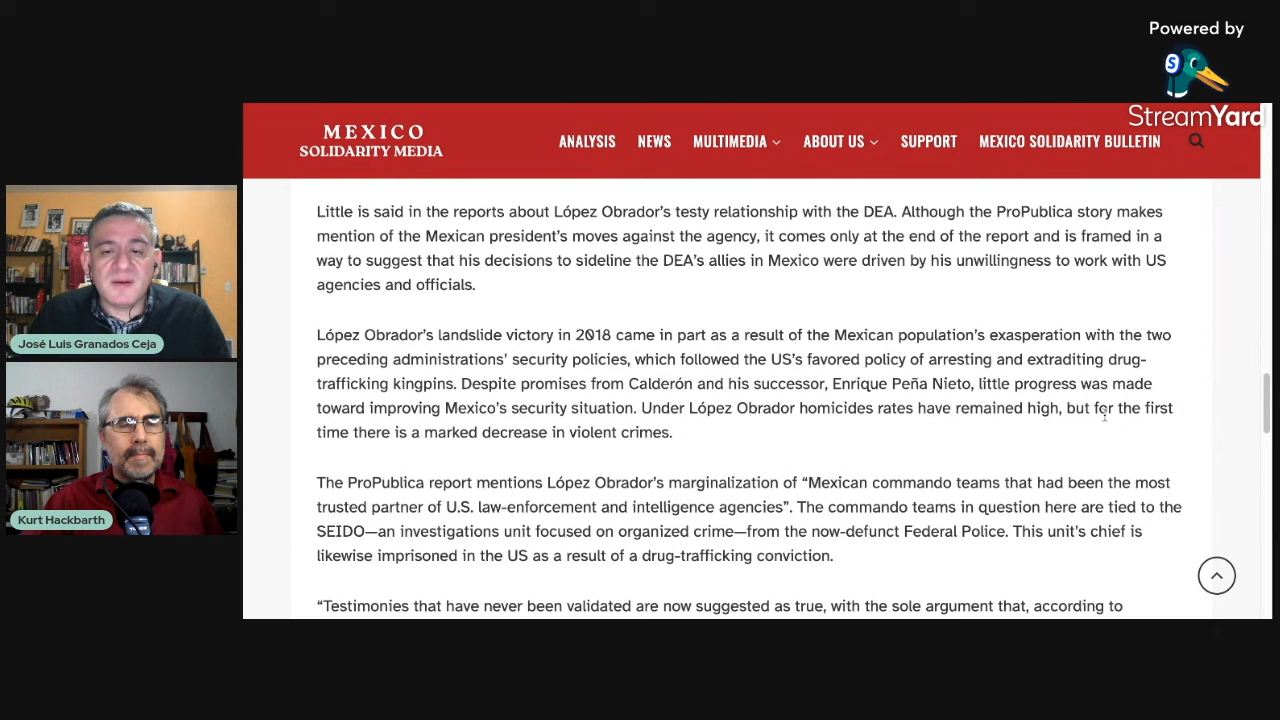 Powered by
StreamYard
MEXICO
SOLIDARITY MEDIA
ANALYSIS NEWS MULTIMEDIA ABOUT US SUPPORT MEXICO SOLIDARITY BULLETIN
Little is said in the reports about López Obrador’s testy relationship with the DEA. Although the ProPublica story makes
mention of the Mexican president’s moves against the agency, it comes only at the end of the report and is framed in a
way to suggest that his decisions to sideline the DEA’s allies in Mexico were driven by his unwillingness to work with US
agencies and officials.
López Obrador’s landslide victory in 2018 came in part as a result of the Mexican population’s exasperation with the two
preceding administrations’ security policies, which followed the US’s favored policy of arresting and extraditing drug-
trafficking kingpins. Despite promises from Calderón and his successor, Enrique Peña Nieto, little progress was made
toward improving Mexico’s security situation. Under López Obrador homicides rates have remained high, but for the first
time there is a marked decrease in violent crimes.
The ProPublica report mentions López Obrador’s marginalization of “Mexican commando teams that had been the most
trusted partner of U.S. law-enforcement and intelligence agencies”. The commando teams in question here are tied to the
SEIDO—an investigations unit focused on organized crime—from the now-defunct Federal Police. This unit’s chief is
likewise imprisoned in the US as a result of a drug-trafficking conviction.
“Testimonies that have never been validated are now suggested as true, with the sole argument that, according to
José Luis Granados Ceja
Kurt Hackbarth